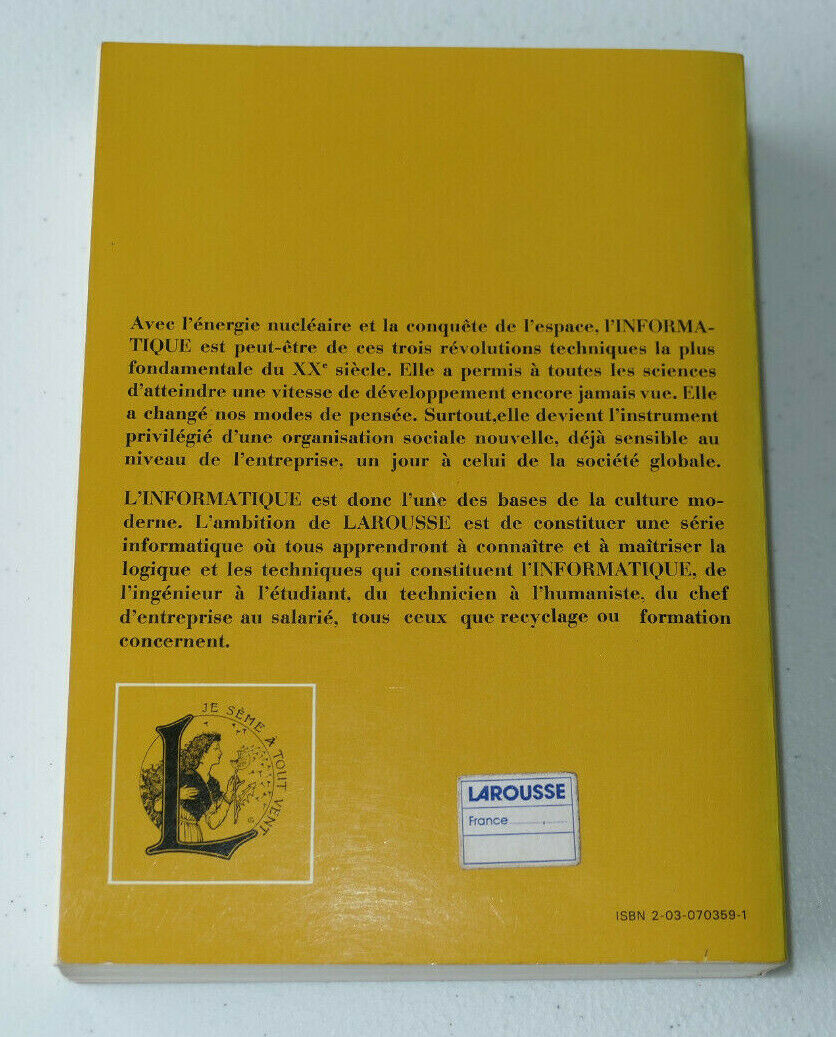 Avec l'énergie nucléaire et la conquête de l'espace, l'INFORMA-
TIQUE est peut-être de ces trois révolutions techniques la plus
fondamentale du XXe siècle. Elle a permis à toutes les sciences
d'atteindre une vitesse de développement encore jamais vue. Elle
a changé nos modes de pensée. Surtout,elle devient l'instrument
privilégié d'une organisation sociale nouvelle, déjà sensible au
niveau de l'entreprise, un jour à celui de la société globale.
L'INFORMATIQUE est donc l'une des bases de la culture mo-
derne. L'ambition de LAROUSSE est de constituer une série
informatique où tous apprendront à connaître et à maîtriser la
logique et les techniques qui constituent l'INFORMATIQUE, de
l'ingénieur à l'étudiant, du technicien à l'humaniste, du chef
d'entreprise au salarié, tous ceux que recyclage ou formation
concernent.
JE SÈME À TOUT VENT
L
LAROUSSE
France
ISBN 2-03-070359-1